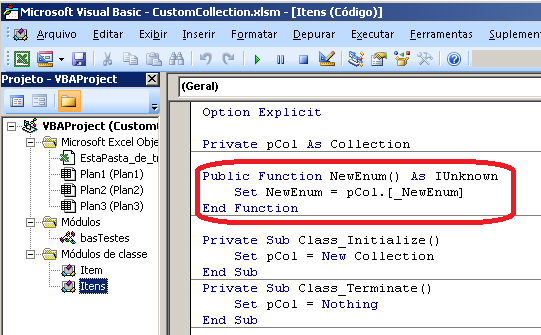 Microsoft Visual Basic - CustomCollection.xlsm - [Itens (Código)]
Arquivo Editar Exibir Inserir Formatar Depurar Executar Ferramentas Suplemen
Projeto - VBAProject
VBAProject (Custom
Microsoft Excel Obje
EstaPasta_de_tr
Plan1 (Plan1)
Plan2 (Plan2)
Plan3 (Plan3)
Módulos
basTestes
Módulos de classe
Item
Itens
(Geral)
Option Explicit
Private pCol As Collection
Public Function NewEnum() As IUnknown
Set NewEnum = pCol.[_NewEnum]
End Function
Private Sub Class_Initialize()
Set pCol = New Collection
End Sub
Private Sub Class_Terminate()
Set pCol = Nothing
End Sub